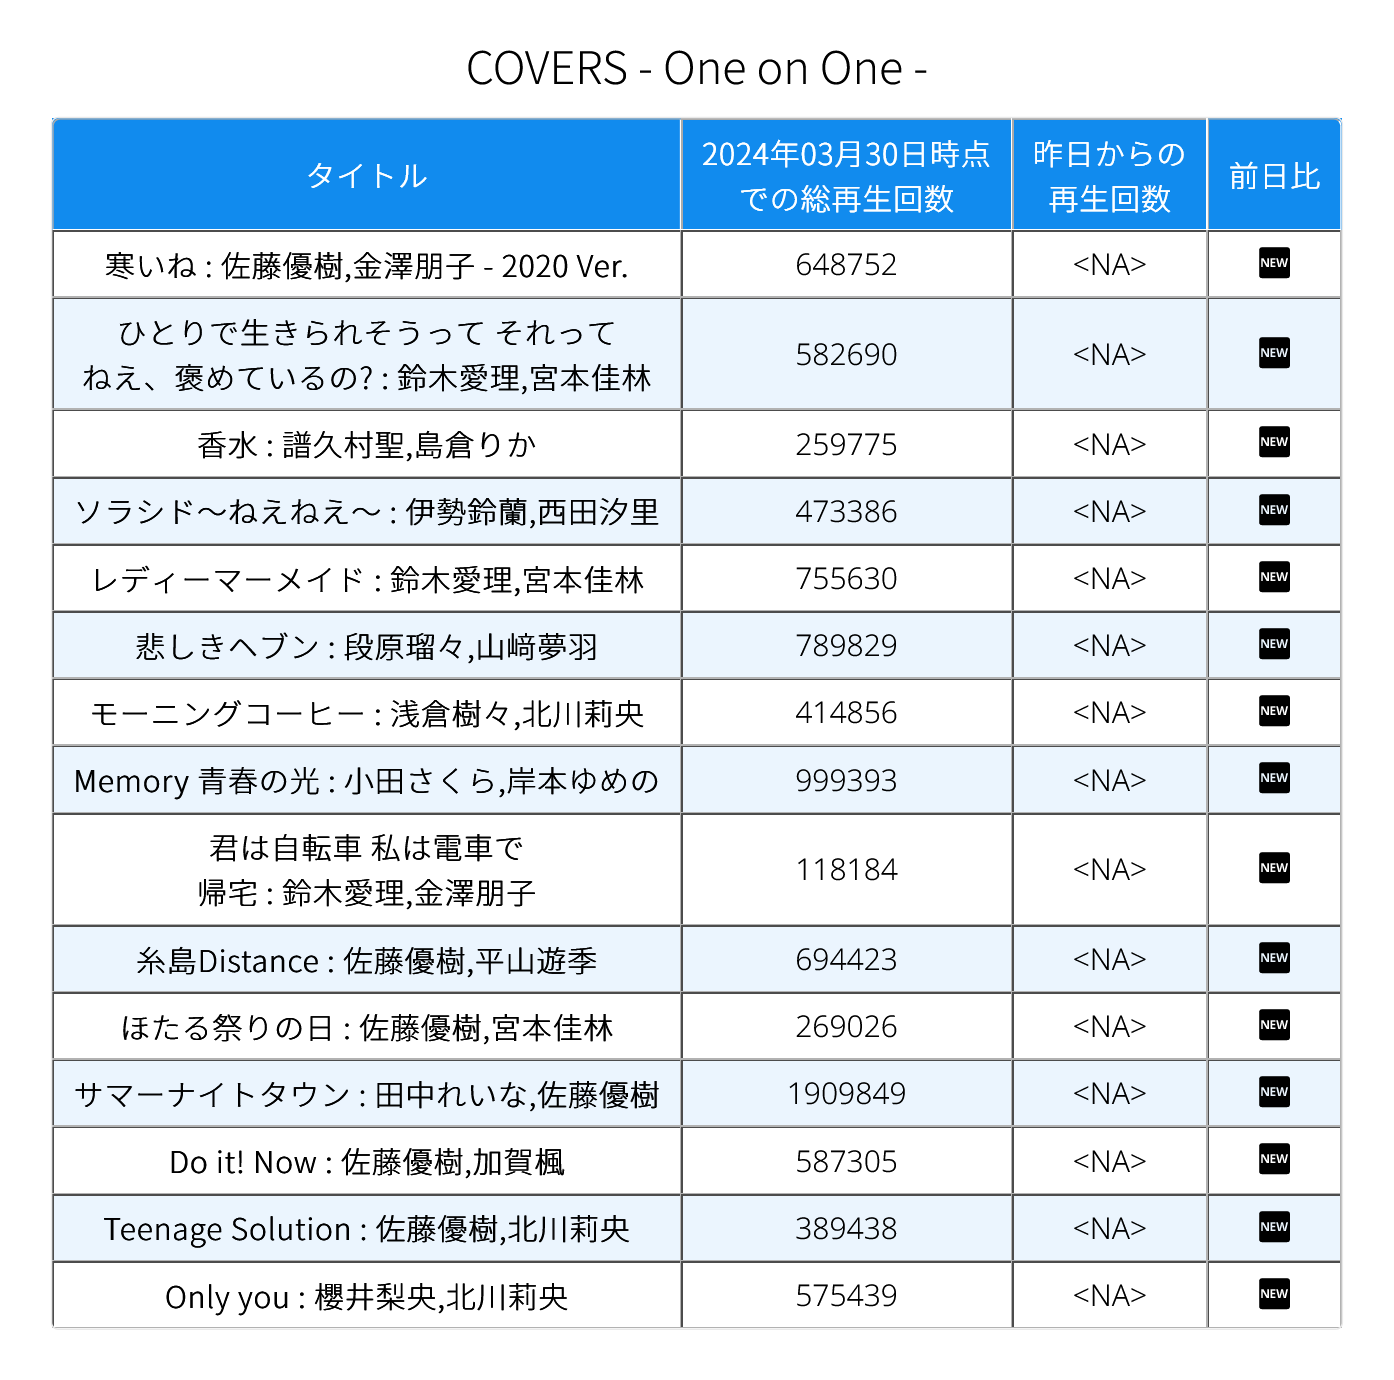 COVERS - One on One -
タイトル
2024年03月30日時点
での総再生回数
昨日からの
再生回数
前日比
寒いね : 佐藤優樹,金澤朋子 - 2020 Ver.
648752
<NA>
NEW
ひとりで生きられそうって それって
ねえ、褒めているの? : 鈴木愛理,宮本佳林
582690
<NA>
NEW
香水 : 譜久村聖,島倉りか
259775
<NA>
NEW
ソラシド〜ねえねえ〜 : 伊勢鈴蘭,西田汐里
473386
<NA>
NEW
レディーマーメイド : 鈴木愛理,宮本佳林
755630
<NA>
NEW
悲しきヘブン : 段原瑠々,山﨑夢羽
789829
<NA>
NEW
モーニングコーヒー : 浅倉樹々,北川莉央
414856
<NA>
NEW
Memory 青春の光 : 小田さくら,岸本ゆめの
999393
<NA>
NEW
君は自転車 私は電車で
帰宅 : 鈴木愛理,金澤朋子
118184
<NA>
NEW
糸島Distance : 佐藤優樹,平山遊季
694423
<NA>
NEW
ほたる祭りの日 : 佐藤優樹,宮本佳林
269026
<NA>
NEW
サマーナイトタウン : 田中れいな,佐藤優樹
1909849
<NA>
NEW
Do it! Now : 佐藤優樹,加賀楓
587305
<NA>
NEW
Teenage Solution : 佐藤優樹,北川莉央
389438
<NA>
NEW
Only you : 櫻井梨央,北川莉央
575439
<NA>
NEW